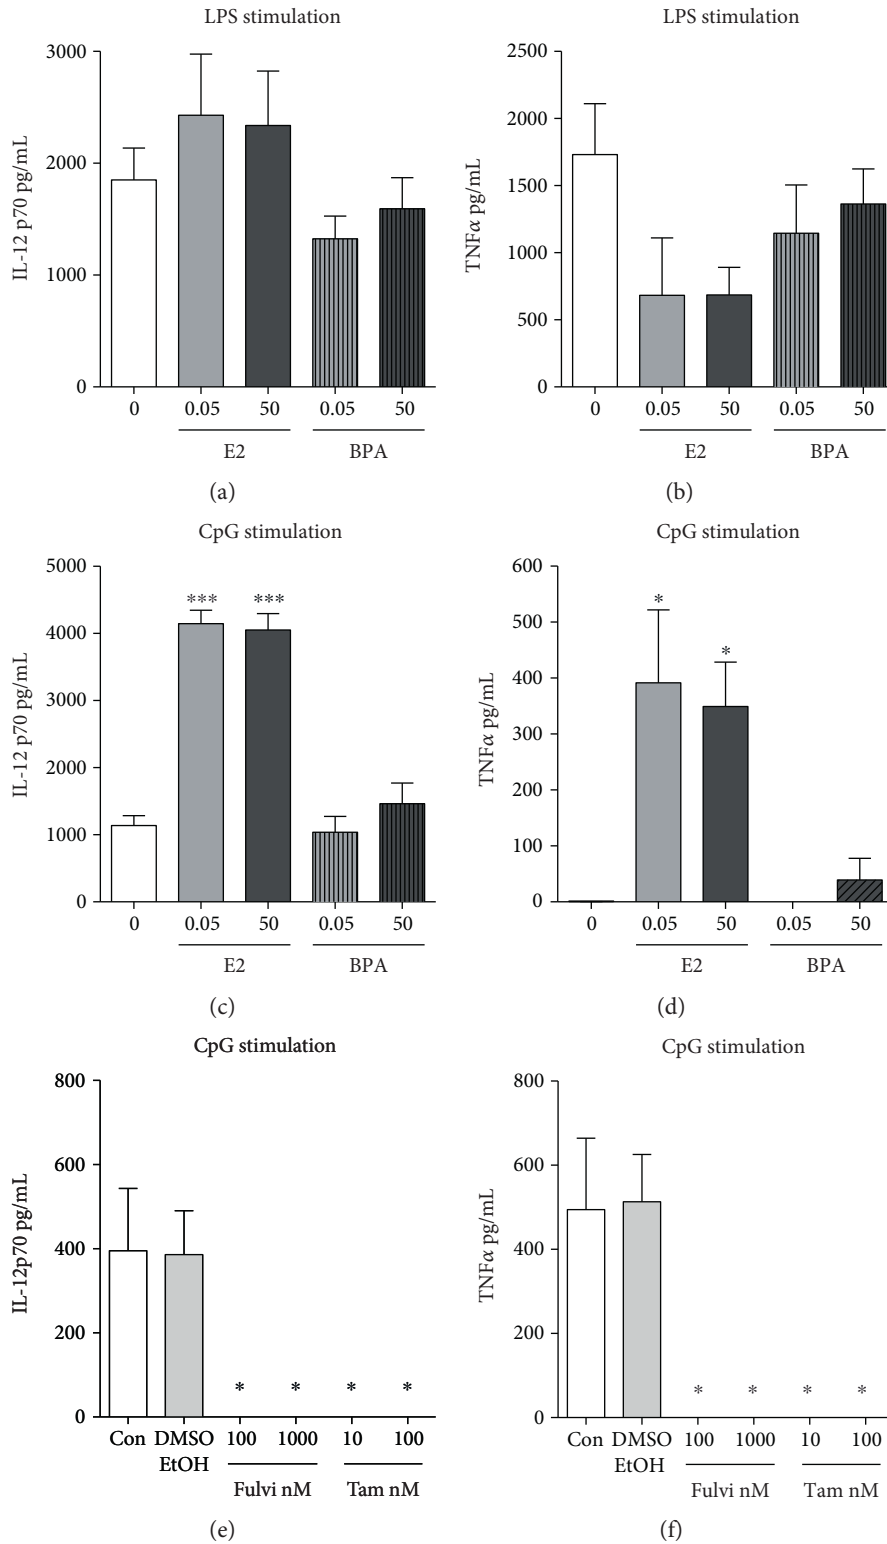 LPS stimulation
IL-12 p70 pg/mL
3000
2000
1000
0
0 0.05 50 0.05 50
E2 BPA
(a)
LPS stimulation
TNFα pg/mL
2500
2000
1500
1000
500
0
0 0.05 50 0.05 50
E2 BPA
(b)
CpG stimulation
IL-12 p70 pg/mL
5000
4000
3000
2000
1000
0
*** ***
0 0.05 50 0.05 50
E2 BPA
(c)
CpG stimulation
TNFα pg/mL
600
500
400
300
200
100
0
*
*
0 0.05 50 0.05 50
E2 BPA
(d)
CpG stimulation
IL-12p70 pg/mL
800
600
400
200
0
* * * *
Con DMSO 100 1000 10 100
EtOH
Fulvi nM Tam nM
(e)
CpG stimulation
TNFα pg/mL
800
600
400
200
0
* * * *
Con DMSO 100 1000 10 100
EtOH
Fulvi nM Tam nM
(f)